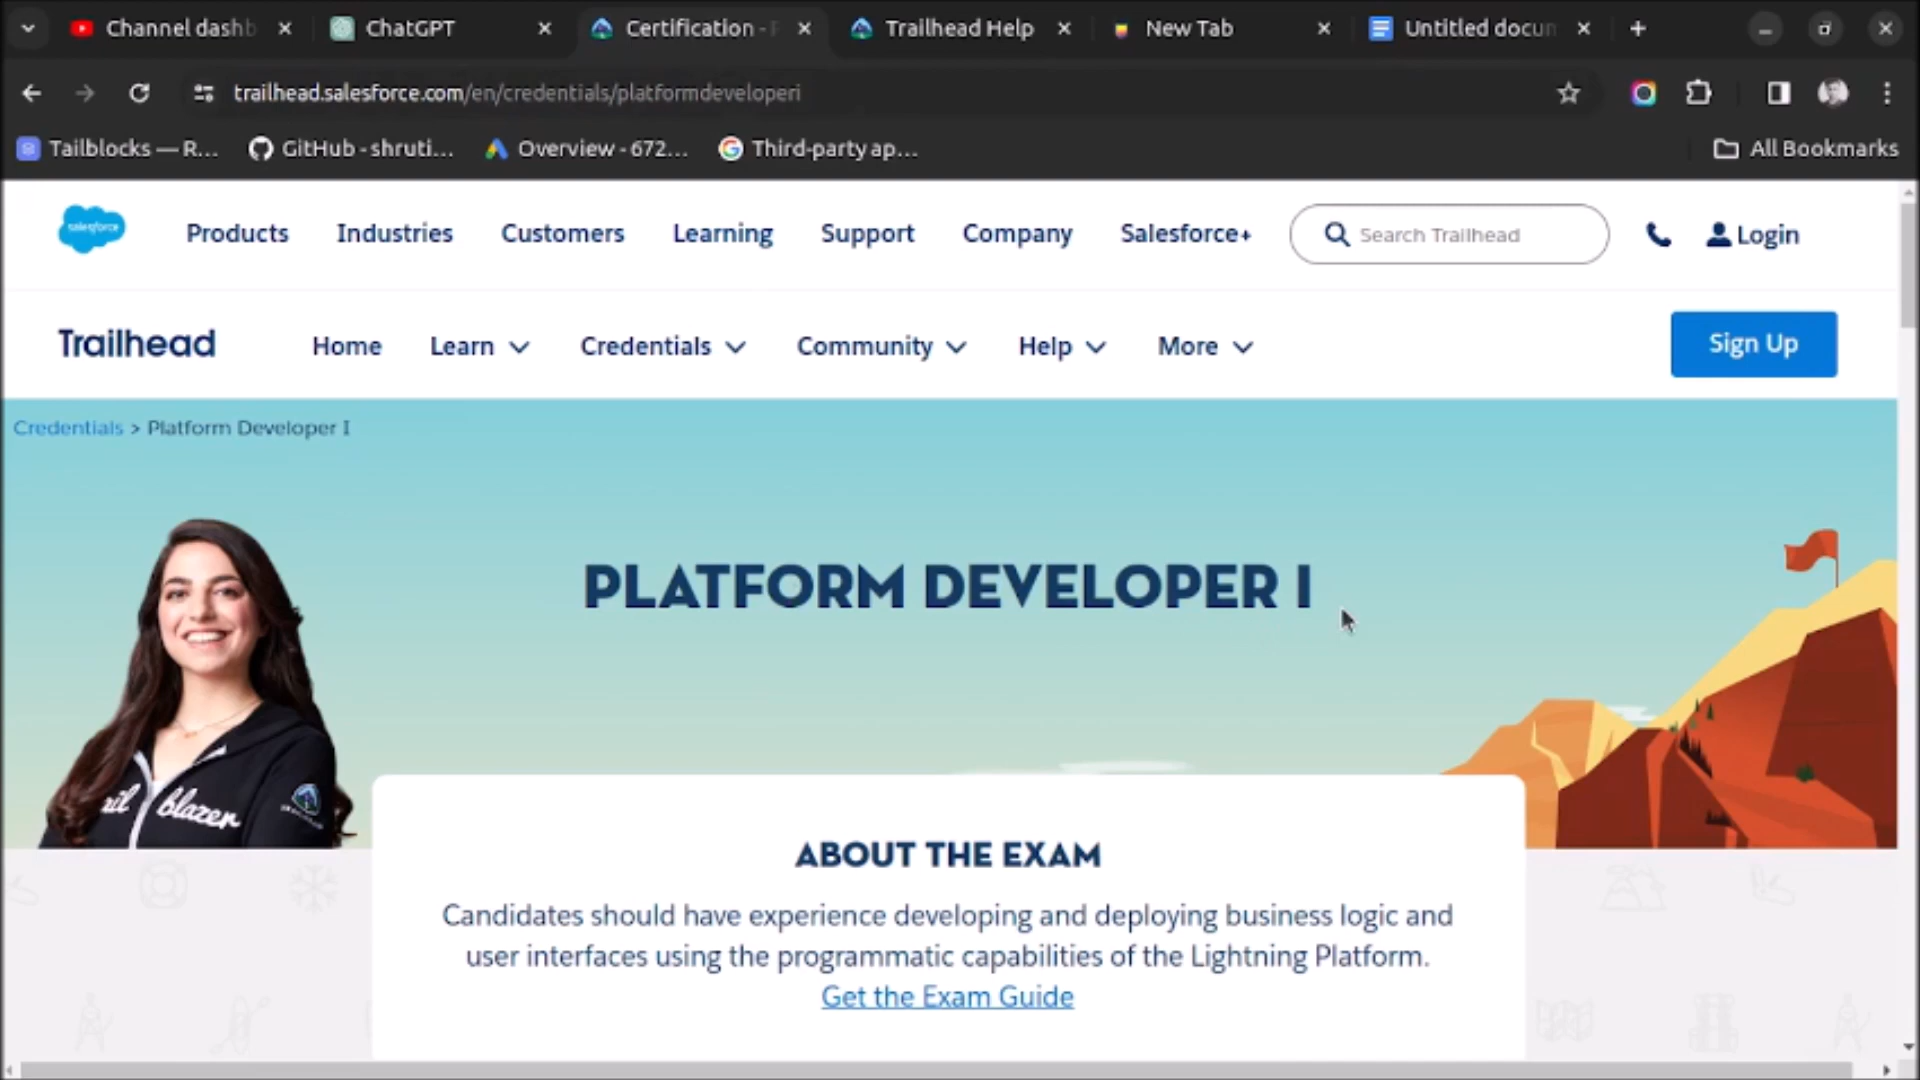 Channel dashb
ChatGPT
Certification -
Trailhead Help
New Tab
Untitled docun
trailhead.salesforce.com/en/credentials/platformdeveloperi
Tailblocks — R...
GitHub - shruti...
Overview - 672...
Third-party ap...
All Bookmarks
salesforce
Products
Industries
Customers
Learning
Support
Company
Salesforce+
Search Trailhead
Login
Trailhead
Home
Learn
Credentials
Community
Help
More
Sign Up
Credentials > Platform Developer I
PLATFORM DEVELOPER I
ail blazer
ABOUT THE EXAM
Candidates should have experience developing and deploying business logic and
user interfaces using the programmatic capabilities of the Lightning Platform.
Get the Exam Guide